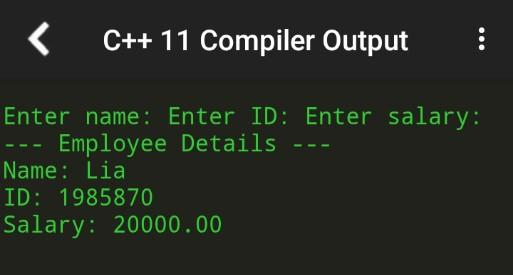 C++ 11 Compiler Output
Enter name: Enter ID: Enter salary:
--- Employee Details ---
Name: Lia
ID: 1985870
Salary: 20000.00